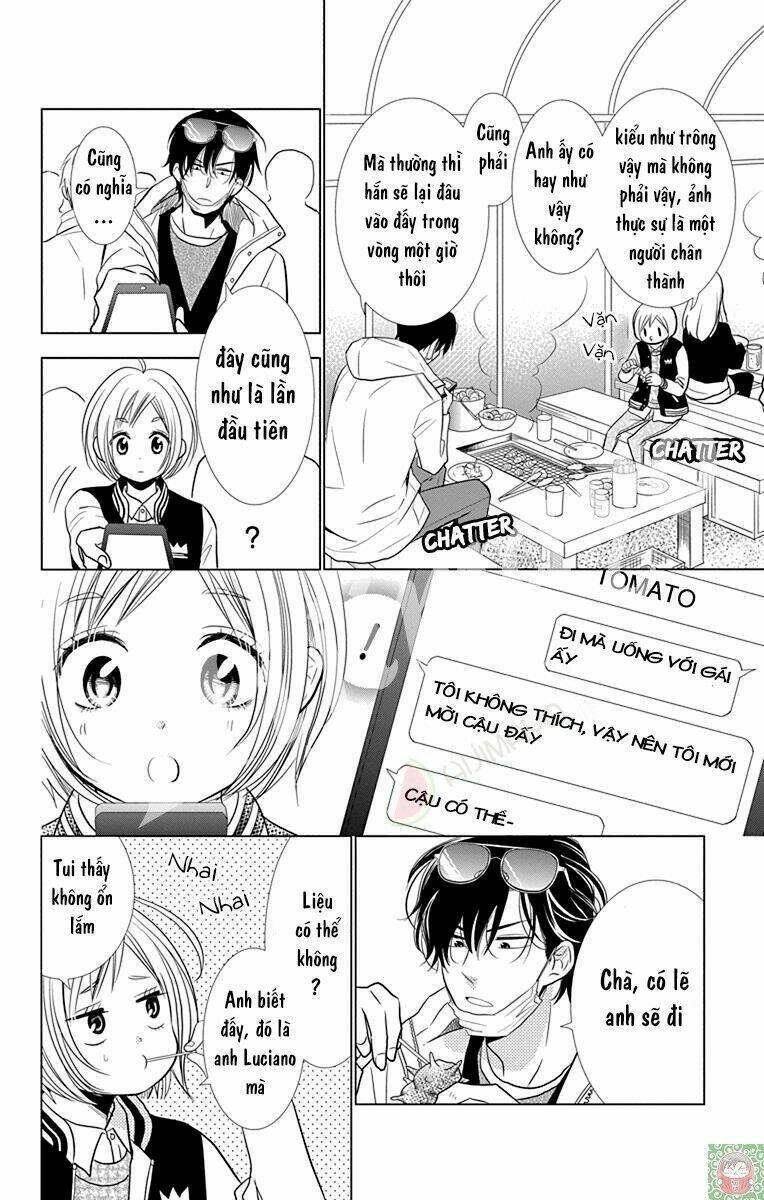 kiểu như trông
vậy mà không
phải vậy, ảnh
thực sự là một
người chân
thành
Anh ấy có
hay như
vậy
không?
Cũng
phải
Mà thường thì
hắn sẽ lại đâu
vào đấy trong
vòng một giờ
thôi
Vặn
Vặn
CHATTER
CHATTER
Cũng
có nghĩa
...
đây cũng
như là lần
đầu tiên
?
TOMATO
ĐI MÀ UỐNG VỚI GÁI
ẤY
TÔI KHÔNG THÍCH, VẬY NÊN TÔI MỚI
MỜI CẬU ĐẤY
CẬU CÓ THỂ-
!
Chà, có lẽ
anh sẽ đi
Liệu
có thể
không
?
Anh biết
đấy, đó là
anh Luciano
mà
Nhai
Nhai
Tui thấy
không ổn
lắm